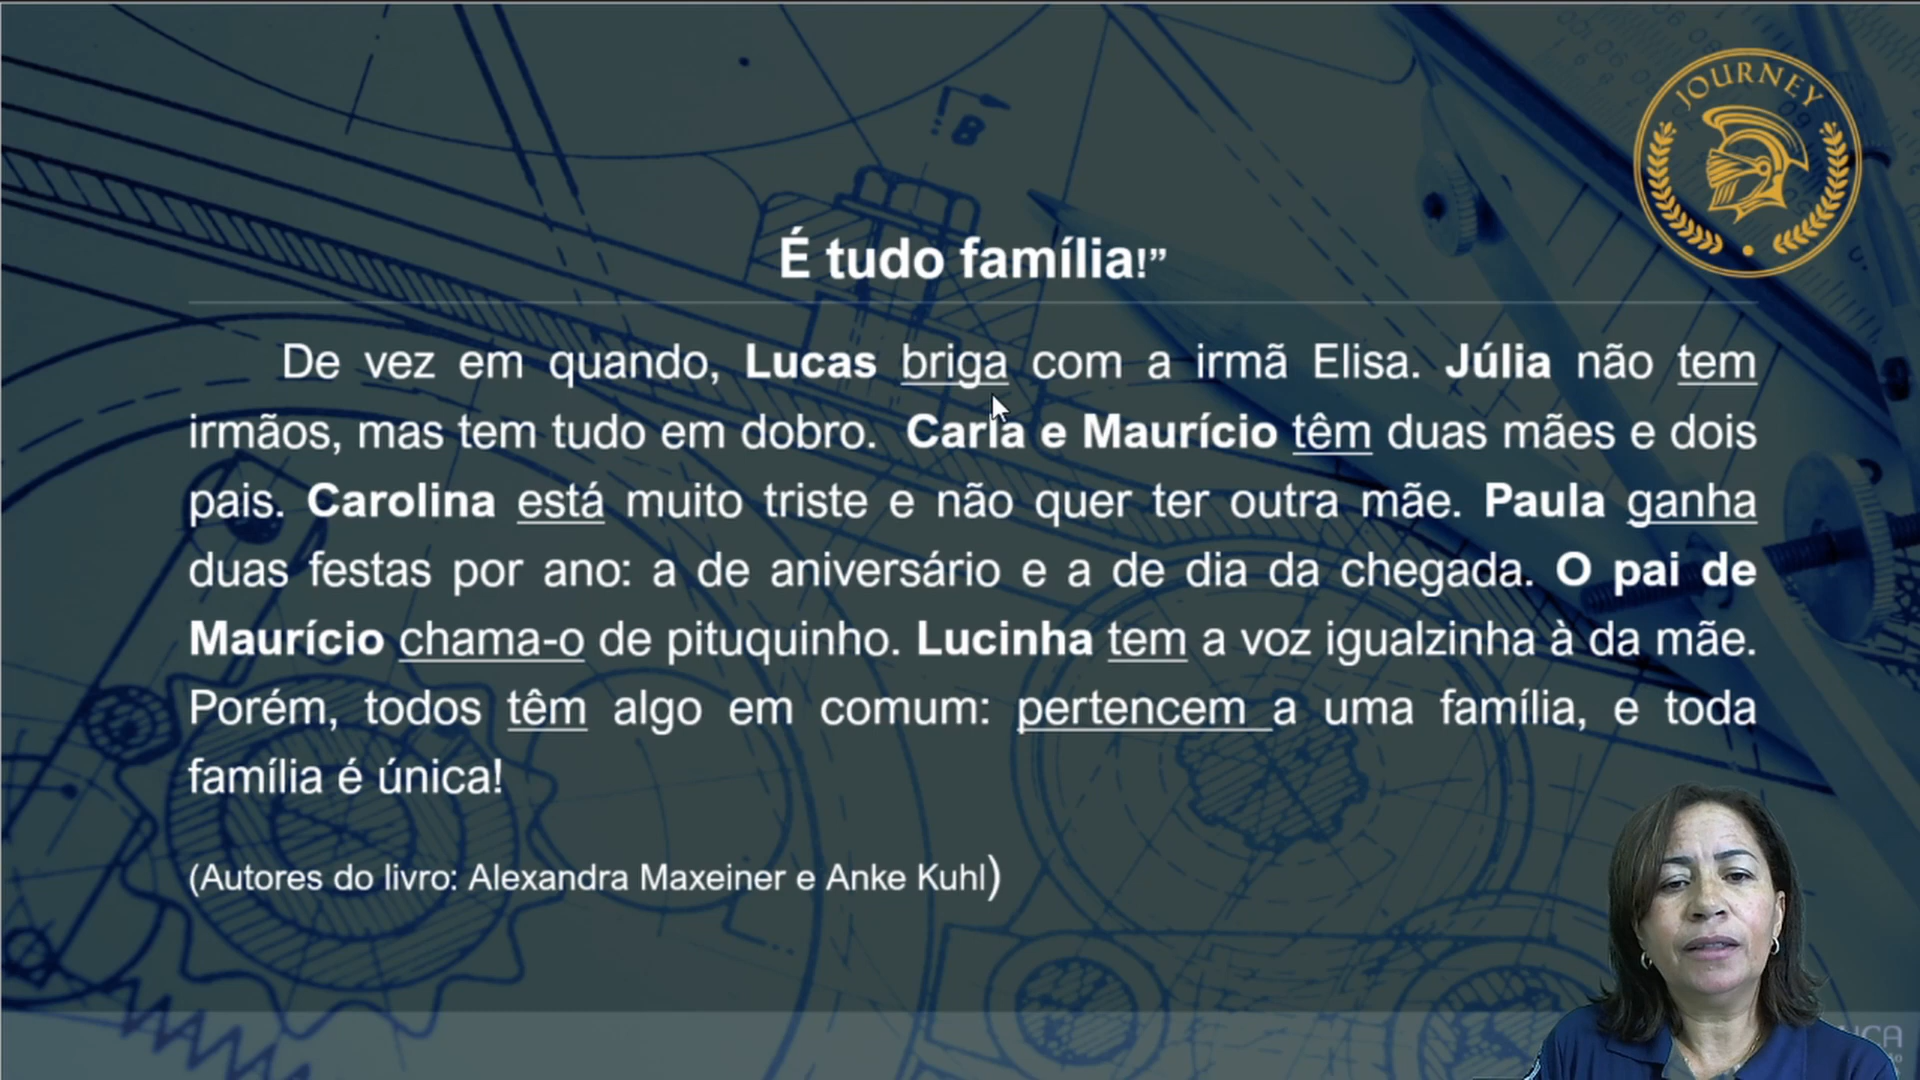 JOURNEY
B
É tudo família!”
De vez em quando, Lucas briga com a irmã Elisa. Júlia não tem
irmãos, mas tem tudo em dobro. Carla e Maurício têm duas mães e dois
pais. Carolina está muito triste e não quer ter outra mãe. Paula ganha
duas festas por ano: a de aniversário e a de dia da chegada. O pai de
Maurício chama-o de pituquinho. Lucinha tem a voz igualzinha à da mãe.
Porém, todos têm algo em comum: pertencem a uma família, e toda
família é única!
(Autores do livro: Alexandra Maxeiner e Anke Kuhl)